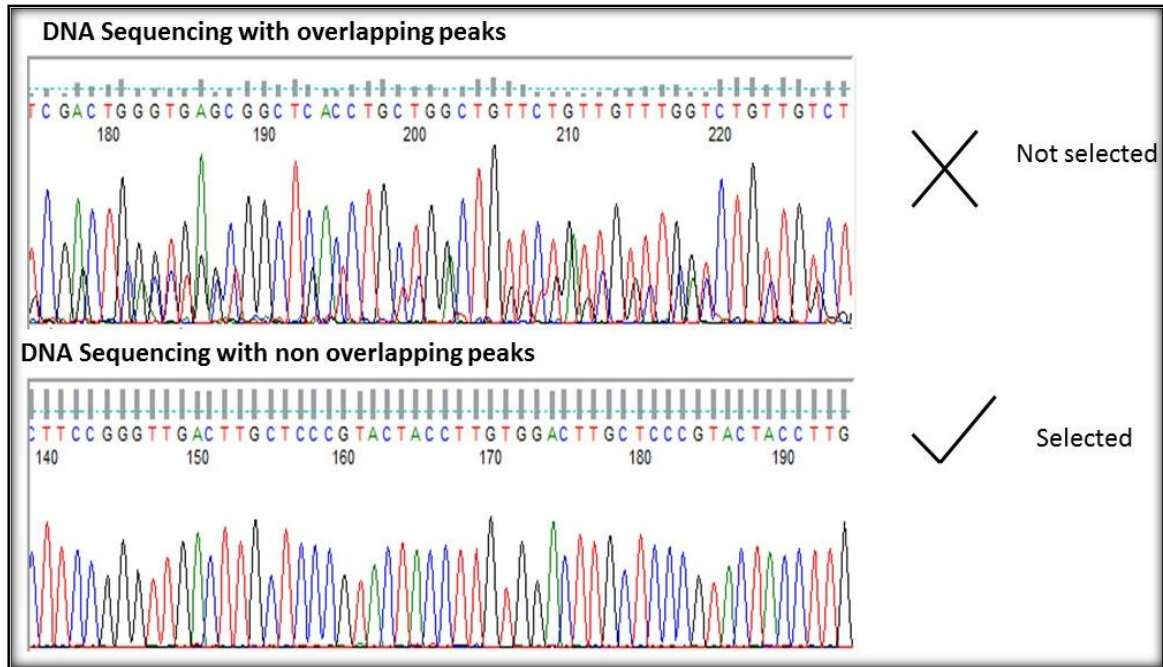 DNA Sequencing with overlapping peaks
TCGACTGGGTGAGCGGCTCACCTGCTGGCTGTTCTGTTGTTTGGTCTGTTGTCT
180 190 200 210 220
Not selected
DNA Sequencing with non overlapping peaks
CTTCCGGGTTGACTTGCTCCCGTACTACCTTGTGGACTTGCTCCCGTACTACCTTG
140 150 160 170 180 190
Selected